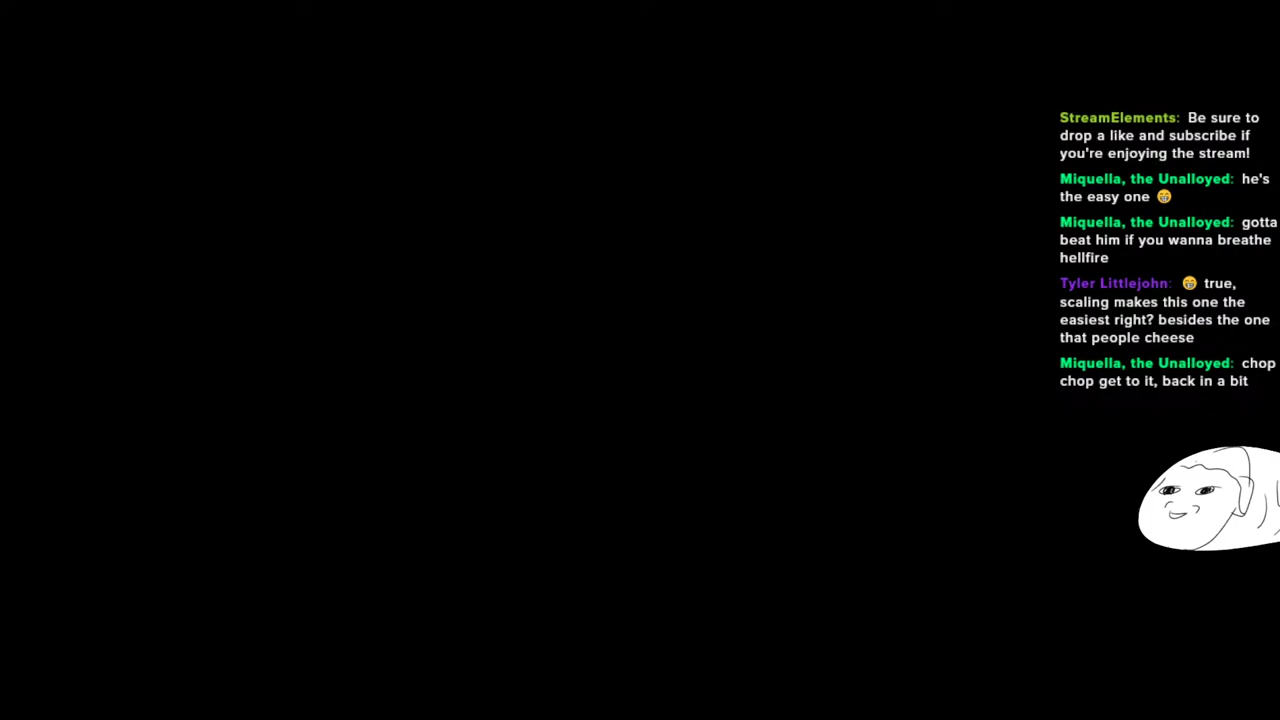 StreamElements: Be sure to
drop a like and subscribe if
you're enjoying the stream!
Miquella, the Unalloyed: he's
the easy one 😁
Miquella, the Unalloyed: gotta
beat him if you wanna breathe
hellfire
Tyler Littlejohn: 😁 true,
scaling makes this one the
easiest right? besides the one
that people cheese
Miquella, the Unalloyed: chop
chop get to it, back in a bit